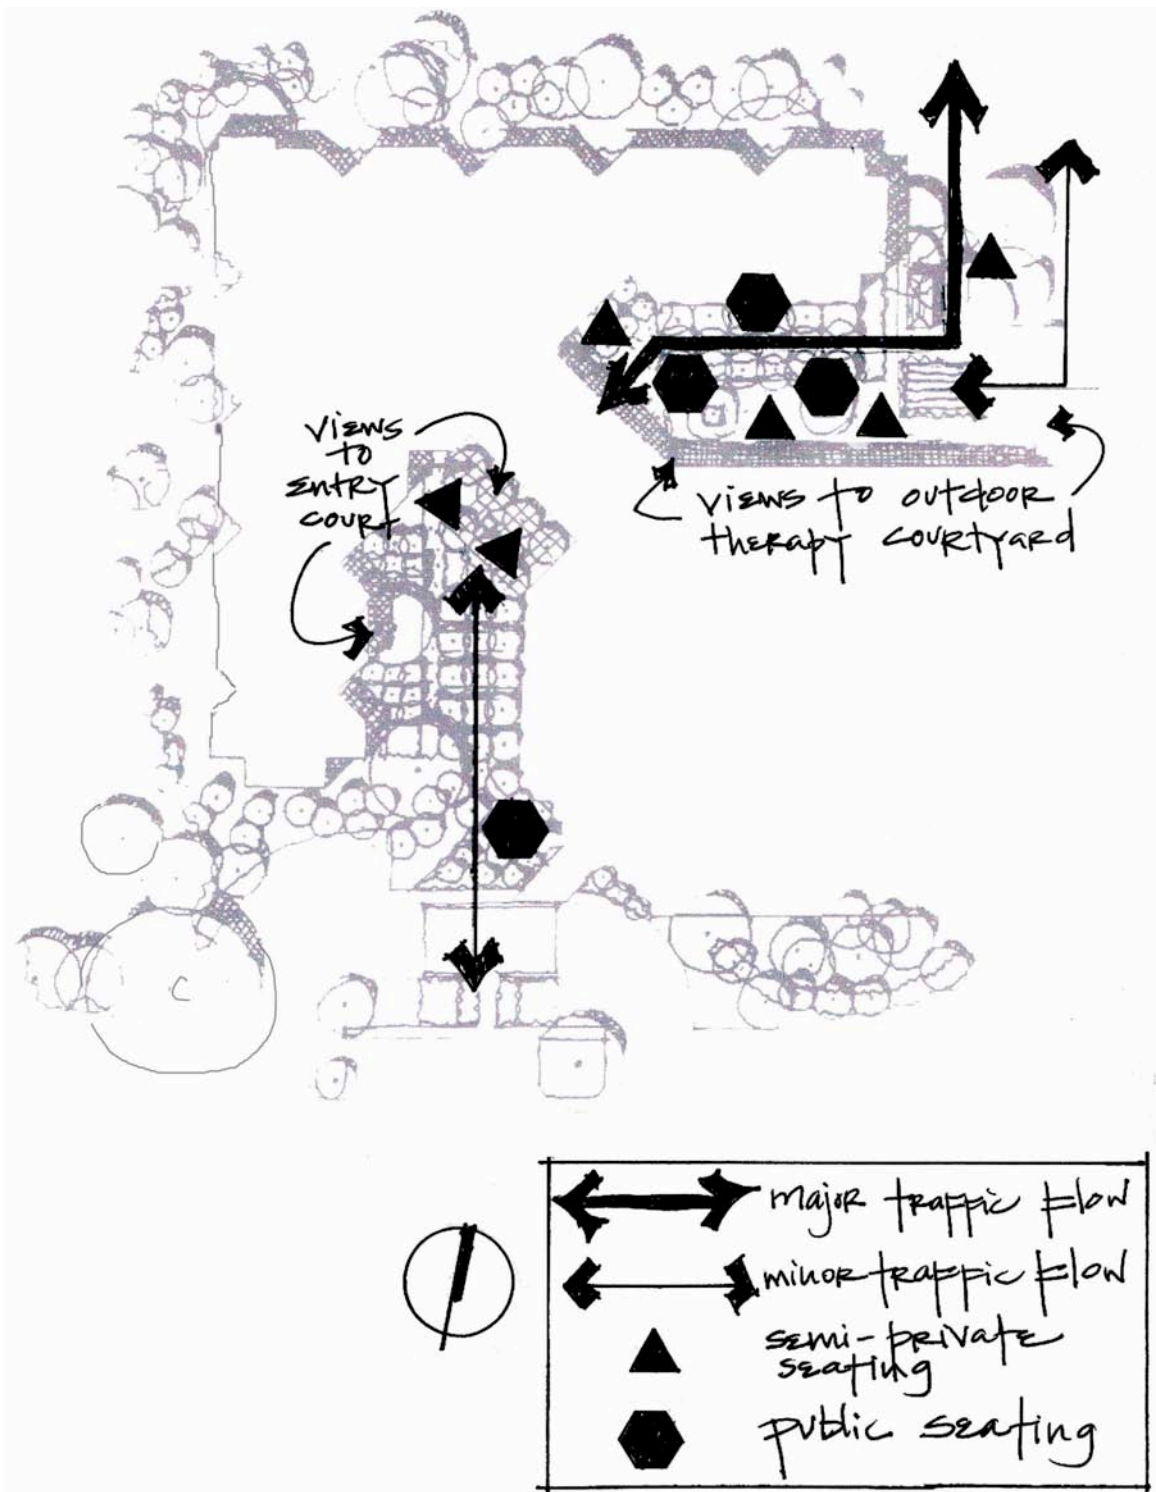 views
to
entry
court
views to outdoor
therapy courtyard
major traffic flow
minor traffic flow
semi-private
seating
public seating